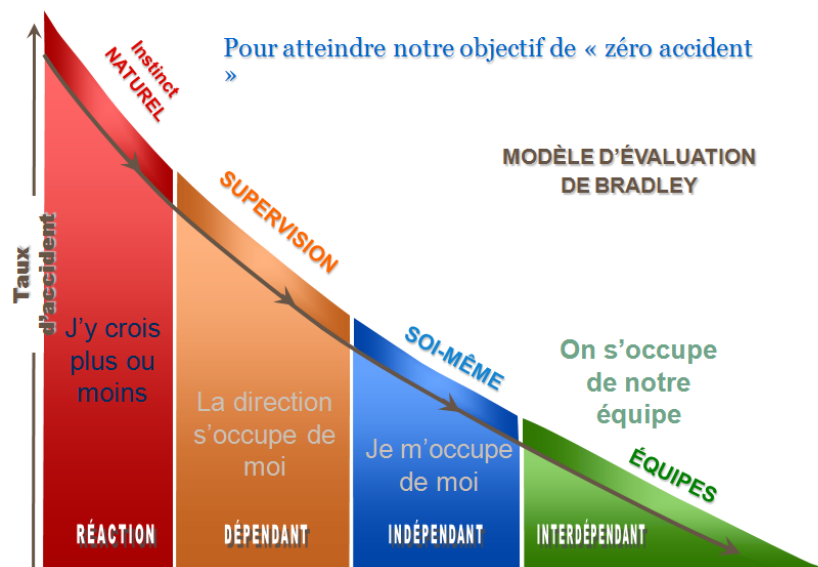 Pour atteindre notre objectif de « zéro accident
»
MODÈLE D'ÉVALUATION
DE BRADLEY
Taux
d'accident
Instinct
NATUREL
SUPERVISION
SOI-MÊME
ÉQUIPES
J'y crois
plus ou
moins
La direction
s'occupe de
moi
Je m'occupe
de moi
On s'occupe
de notre
équipe
RÉACTION
DÉPENDANT
INDÉPENDANT
INTERDÉPENDANT